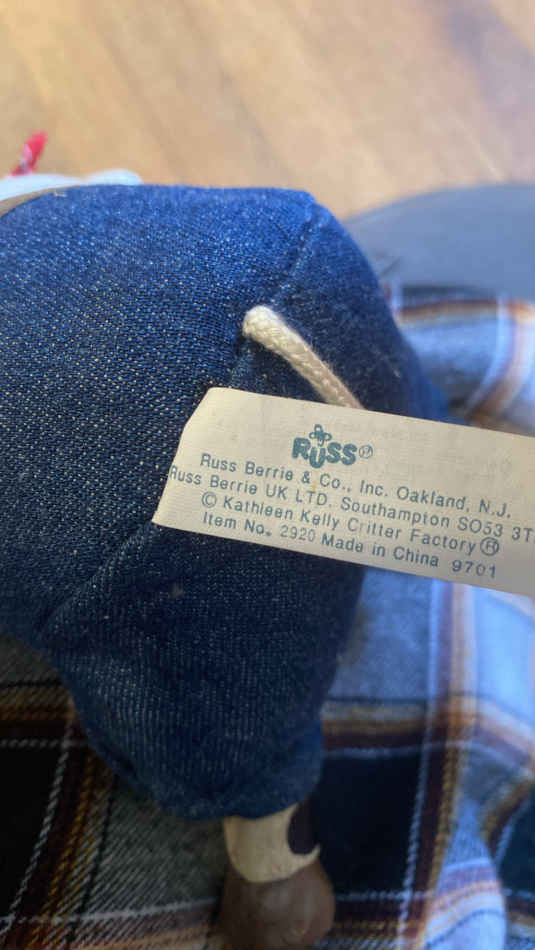 RUSS®
Russ Berrie & Co., Inc. Oakland, N.J.
Russ Berrie UK LTD. Southampton SO53 3T
© Kathleen Kelly Critter Factory ®
Item No. 2920 Made in China 9701